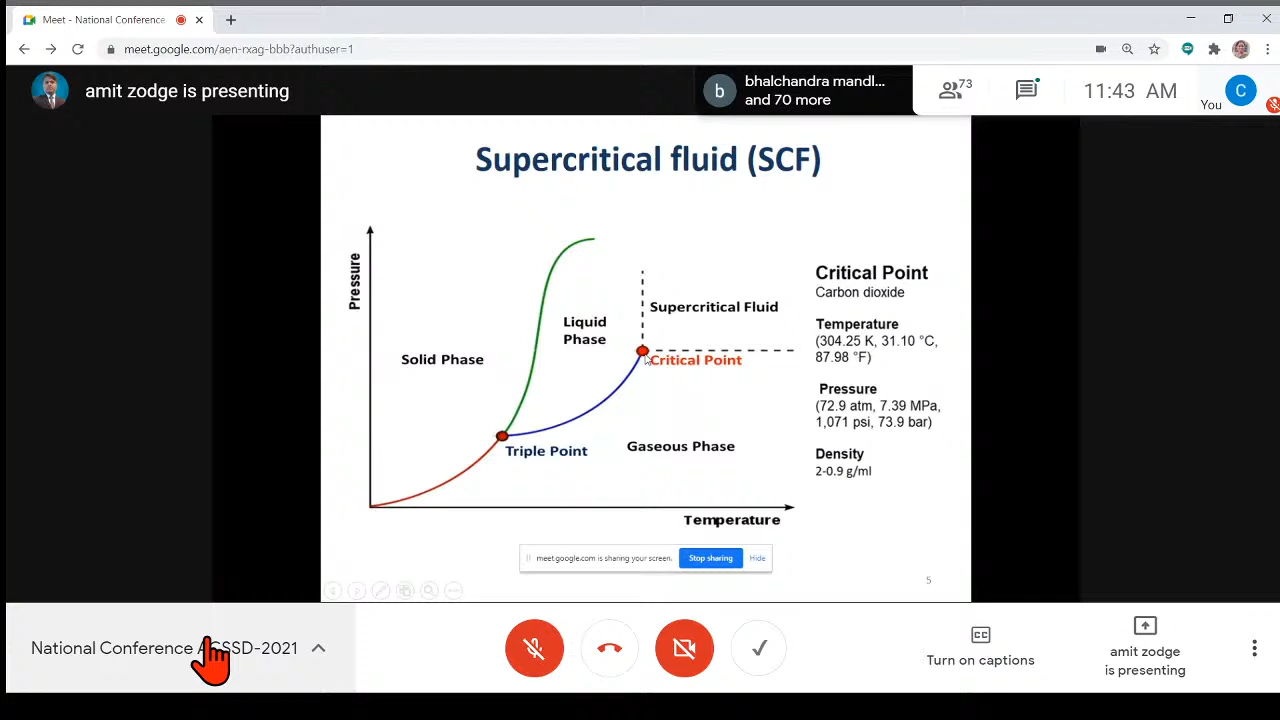 Meet - National Conference
meet.google.com/aen-rxag-bbb?authuser=1
amit zodge is presenting
b
bhalchandra mandl...
and 70 more
73
11:43 AM
You
C
Supercritical fluid (SCF)
Pressure
Solid Phase
Liquid
Phase
Supercritical Fluid
Critical Point
Triple Point
Gaseous Phase
Temperature
Critical Point
Carbon dioxide
Temperature
(304.25 K, 31.10 °C,
87.98 °F)
Pressure
(72.9 atm, 7.39 MPa,
1,071 psi, 73.9 bar)
Density
2-0.9 g/ml
meet.google.com is sharing your screen.
Stop sharing
Hide
5
National Conference ACSSD-2021
Turn on captions
amit zodge
is presenting